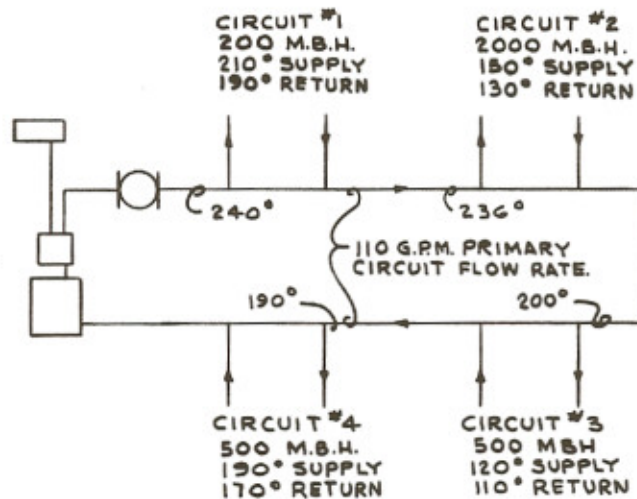 CIRCUIT #1
200 M.B.H.
210° SUPPLY
190° RETURN
CIRCUIT #2
2000 M.B.H.
150° SUPPLY
130° RETURN
240°
236°
110 G.P.M. PRIMARY
CIRCUIT FLOW RATE.
190°
200°
CIRCUIT #4
500 M.B.H.
190° SUPPLY
170° RETURN
CIRCUIT #3
500 MBH
120° SUPPLY
110° RETURN